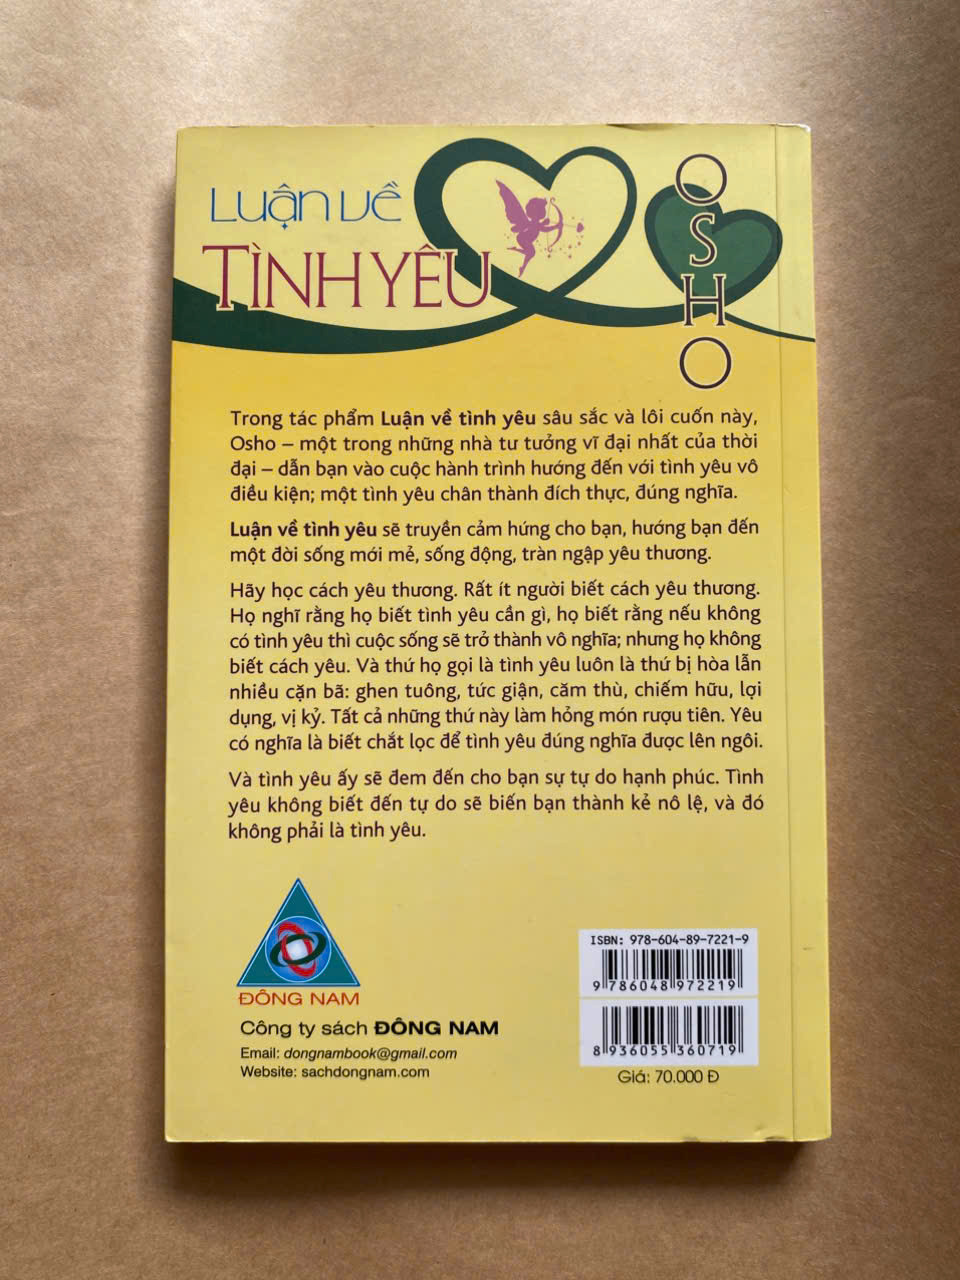 Luận về
TÌNH YÊU
OSHO
Trong tác phẩm Luận về tình yêu sâu sắc và lôi cuốn này,
Osho – một trong những nhà tư tưởng vĩ đại nhất của thời
đại – dẫn bạn vào cuộc hành trình hướng đến với tình yêu vô
điều kiện; một tình yêu chân thành đích thực, đúng nghĩa.
Luận về tình yêu sẽ truyền cảm hứng cho bạn, hướng bạn đến
một đời sống mới mẻ, sống động, tràn ngập yêu thương.
Hãy học cách yêu thương. Rất ít người biết cách yêu thương.
Họ nghĩ rằng họ biết tình yêu cần gì, họ biết rằng nếu không
có tình yêu thì cuộc sống sẽ trở thành vô nghĩa; nhưng họ không
biết cách yêu. Và thứ họ gọi là tình yêu luôn là thứ bị hòa lẫn
nhiều cặn bã: ghen tuông, tức giận, căm thù, chiếm hữu, lợi
dụng, vị kỷ. Tất cả những thứ này làm hỏng món rượu tiên. Yêu
có nghĩa là biết chắt lọc để tình yêu đúng nghĩa được lên ngôi.
Và tình yêu ấy sẽ đem đến cho bạn sự tự do hạnh phúc. Tình
yêu không biết đến tự do sẽ biến bạn thành kẻ nô lệ, và đó
không phải là tình yêu.
ĐÔNG NAM
Công ty sách ĐÔNG NAM
Email: dongnambook@gmail.com
Website: sachdongnam.com
ISBN: 978-604-89-7221-9
9 786048 972219
8 936055 360719
Giá: 70.000 Đ